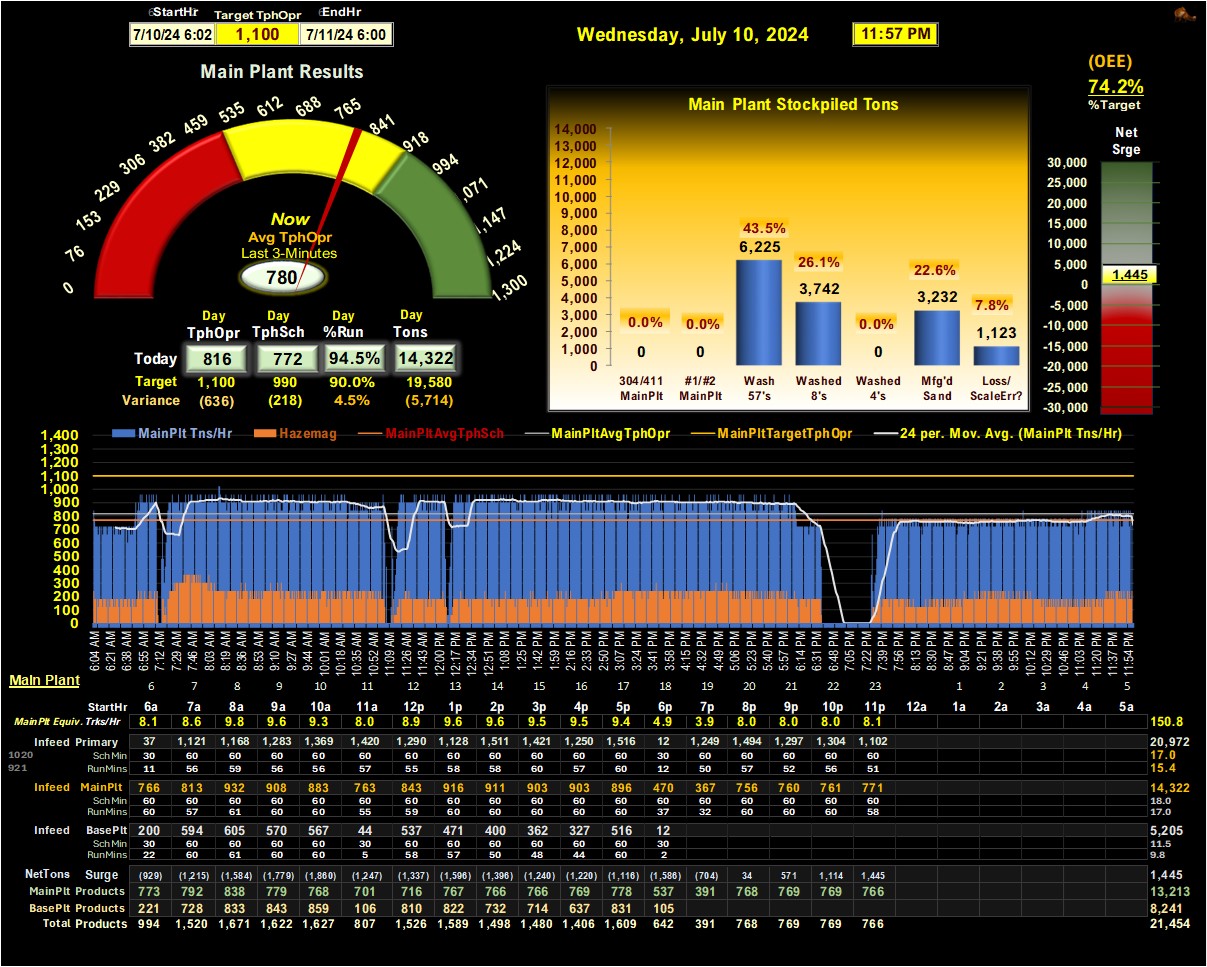 StartHr Target TphOpr EndHr
7/10/24 6:02 1,100 7/11/24 6:00
Wednesday, July 10, 2024 11:57 PM
(OEE)
74.2%
%Target
Main Plant Results
0 76 153 229 306 382 459 535 612 688 765 841 918 994 ,071 ,147 1,224 1,300
Now
Avg TphOpr
Last 3-Minutes
780
Day Day Day Day
TphOpr TphSch %Run Tons
Today 816 772 94.5% 14,322
Target 1,100 990 90.0% 19,580
Variance (636) (218) 4.5% (5,714)
Main Plant Stockpiled Tons
14,000
13,000
12,000
11,000
10,000
9,000
8,000
7,000
6,000
5,000
4,000
3,000
2,000
1,000
0
0.0% 0.0% 43.5% 26.1% 0.0% 22.6% 7.8%
0 0 6,225 3,742 0 3,232 1,123
304/411 #1/#2 Wash Washed Washed Mfg'd Loss/
MainPlt MainPlt 57's 8's 4's Sand ScaleErr?
Net
Srge
30,000
25,000
20,000
15,000
10,000
5,000
1,445
0
-5,000
-10,000
-15,000
-20,000
-25,000
-30,000
MainPlt Tns/Hr Hazemag MainPltAvgTphSch MainPltAvgTphOpr MainPltTargetTphOpr 24 per. Mov. Avg. (MainPlt Tns/Hr)
1,400
1,300
1,200
1,100
1,000
900
800
700
600
500
400
300
200
100
0
6:04 AM 6:21 AM 6:38 AM 6:55 AM 7:12 AM 7:29 AM 7:46 AM 8:03 AM 8:19 AM 8:36 AM 8:53 AM 9:10 AM 9:27 AM 9:44 AM 10:01 AM 10:18 AM 10:35 AM 10:52 AM 11:09 AM 11:26 AM 11:43 AM 12:00 PM 12:17 PM 12:34 PM 12:51 PM 1:08 PM 1:25 PM 1:42 PM 1:59 PM 2:16 PM 2:33 PM 2:50 PM 3:07 PM 3:24 PM 3:41 PM 3:58 PM 4:15 PM 4:32 PM 4:49 PM 5:06 PM 5:23 PM 5:40 PM 5:57 PM 6:14 PM 6:31 PM 6:48 PM 7:05 PM 7:22 PM 7:39 PM 7:56 PM 8:13 PM 8:30 PM 8:47 PM 9:04 PM 9:21 PM 9:38 PM 9:55 PM 10:12 PM 10:29 PM 10:46 PM 11:03 PM 11:20 PM 11:37 PM 11:54 PM
Main Plant 6 7 8 9 10 11 12 13 14 15 16 17 18 19 20 21 22 23 1 2 3 4 5
StartHr 6a 7a 8a 9a 10a 11a 12p 1p 2p 3p 4p 5p 6p 7p 8p 9p 10p 11p 12a 1a 2a 3a 4a 5a
MainPlt Equiv. Trks/Hr 8.1 8.6 9.8 9.6 9.3 8.0 8.9 9.6 9.6 9.5 9.5 9.4 4.9 3.9 8.0 8.0 8.0 8.1 150.8
Infeed Primary 37 1,121 1,168 1,283 1,369 1,420 1,290 1,128 1,511 1,421 1,250 1,516 12 1,249 1,494 1,297 1,304 1,102 20,972
1020 Sch Min 30 60 60 60 60 60 60 60 60 60 60 60 30 60 60 60 60 60 17.0
921 RunMins 11 56 59 56 56 57 55 58 58 60 57 60 12 50 57 52 56 51 15.4
Infeed MainPlt 766 813 932 908 883 763 843 916 911 903 903 896 470 367 756 760 761 771 14,322
Sch Min 60 60 60 60 60 60 60 60 60 60 60 60 60 60 60 60 60 60 18.0
RunMins 60 57 61 60 60 55 59 60 60 60 60 60 37 32 60 60 60 58 17.0
Infeed BasePlt 200 594 605 570 567 44 537 471 400 362 327 516 12 5,205
Sch Min 30 60 60 60 60 30 60 60 60 60 60 60 30 11.5
RunMins 22 60 61 60 60 5 58 57 50 48 44 60 2 9.8
NetTons Surge (929) (1,215) (1,584) (1,779) (1,860) (1,247) (1,337) (1,596) (1,396) (1,240) (1,220) (1,116) (1,586) (704) 34 571 1,114 1,445 1,445
MainPlt Products 773 792 838 779 768 701 716 767 766 766 769 778 537 391 768 769 769 766 13,213
BasePlt Products 221 728 833 843 859 106 810 822 732 714 637 831 105 8,241
Total Products 994 1,520 1,671 1,622 1,627 807 1,526 1,589 1,498 1,480 1,406 1,609 642 391 768 769 769 766 21,454